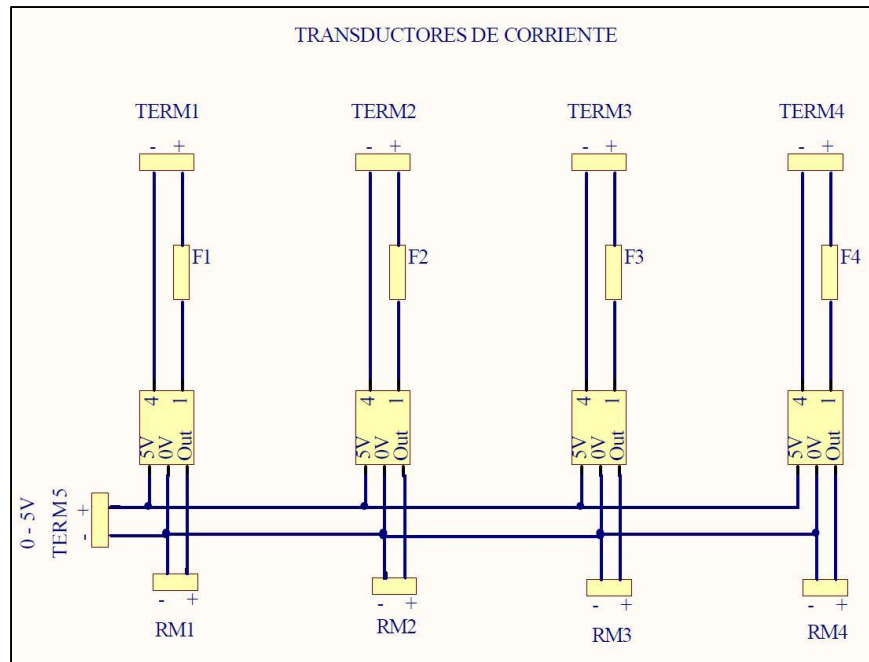 TRANSDUCTORES DE CORRIENTE
TERM1 TERM2 TERM3 TERM4
- + - + - + - +
F1 F2 F3 F4
4 1 4 1 4 1 4 1
5V 0V Out 5V 0V Out 5V 0V Out 5V 0V Out
0 - 5V
TERM5
- +
- + - + - + - +
RM1 RM2 RM3 RM4